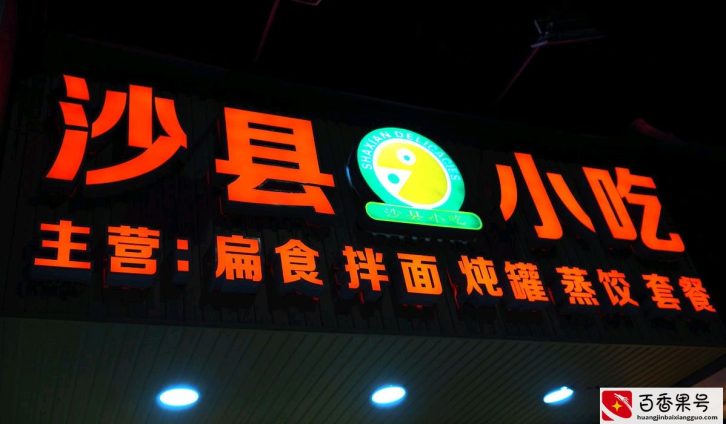 沙县 小吃
SHAXIAN DELICACIES
沙县小吃
主营：扁食 拌面 炖罐 蒸饺 套餐
百香果号
huangjinbaixiangguo.com